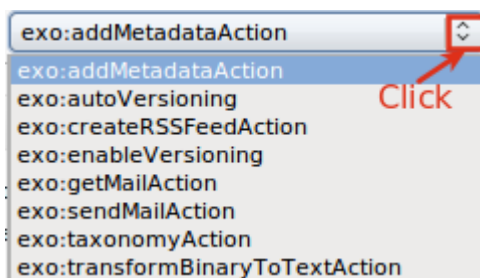 exo:addMetadataAction
exo:addMetadataAction
exo:autoVersioning
Click
exo:createRSSFeedAction
exo:enableVersioning
exo:getMailAction
exo:sendMailAction
exo:taxonomyAction
exo:transformBinaryToTextAction